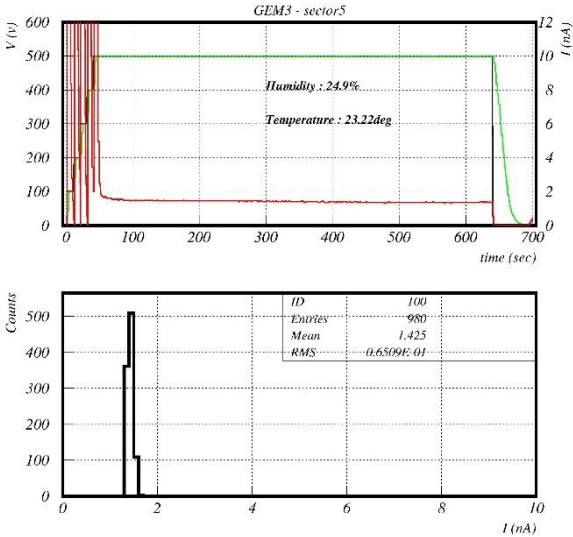 GEM3 - sector5
V (v)
I (nA)
600
500
400
300
200
100
0
12
10
8
6
4
2
0
Humidity : 24.9%
Temperature : 23.22deg
0 100 200 300 400 500 600 700
time (sec)
Counts
500
400
300
200
100
0
ID 100
Entries 980
Mean 1.425
RMS 0.6509E-01
0 2 4 6 8 10
I (nA)